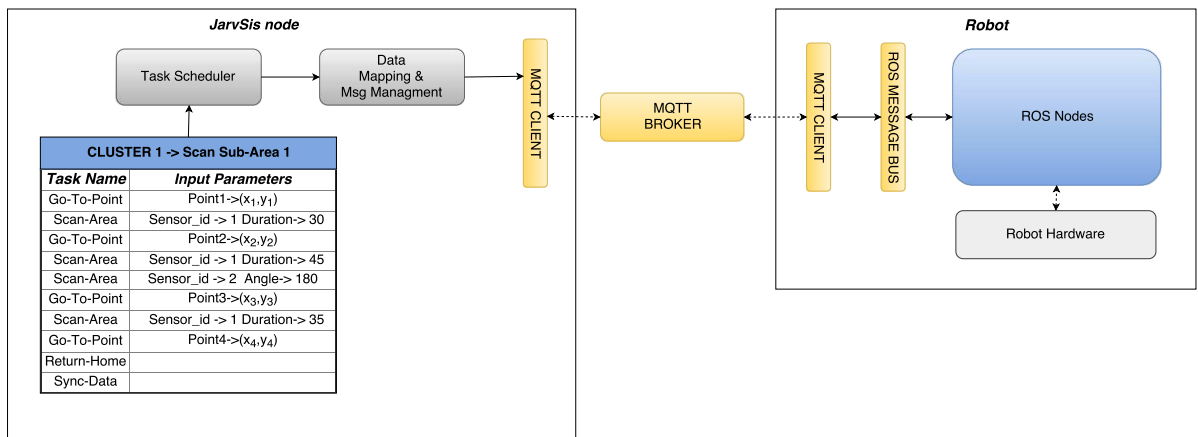 JarvSis node
Task Scheduler
Data
Mapping &
Msg Managment
MQTT CLIENT
CLUSTER 1 -> Scan Sub-Area 1
Task Name Input Parameters
Go-To-Point Point1->(x1,y1)
Scan-Area Sensor_id -> 1 Duration-> 30
Go-To-Point Point2->(x2,y2)
Scan-Area Sensor_id -> 1 Duration-> 45
Scan-Area Sensor_id -> 2 Angle-> 180
Go-To-Point Point3->(x3,y3)
Scan-Area Sensor_id -> 1 Duration-> 35
Go-To-Point Point4->(x4,y4)
Return-Home
Sync-Data
MQTT
BROKER
Robot
MQTT CLIENT
ROS MESSAGE BUS
ROS Nodes
Robot Hardware